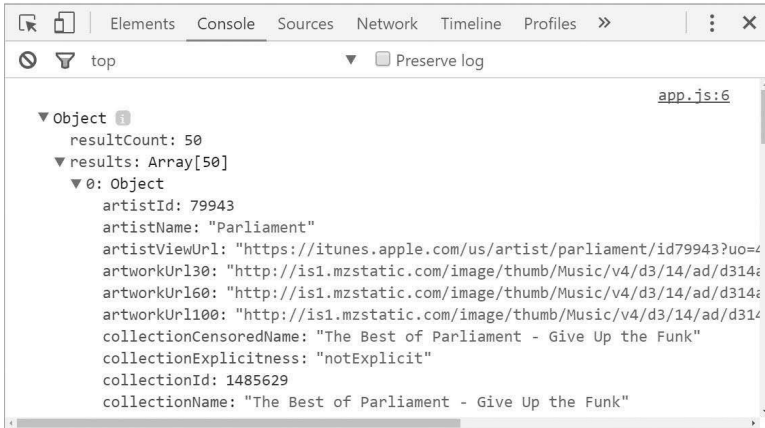 Elements Console Sources Network Timeline Profiles »
top Preserve log
app.js:6
Object i
resultCount: 50
results: Array[50]
0: Object
artistId: 79943
artistName: "Parliament"
artistViewUrl: "https://itunes.apple.com/us/artist/parliament/id79943?uo=4
artworkUrl30: "http://is1.mzstatic.com/image/thumb/Music/v4/d3/14/ad/d314a
artworkUrl60: "http://is1.mzstatic.com/image/thumb/Music/v4/d3/14/ad/d314a
artworkUrl100: "http://is1.mzstatic.com/image/thumb/Music/v4/d3/14/ad/d314
collectionCensoredName: "The Best of Parliament - Give Up the Funk"
collectionExplicitness: "notExplicit"
collectionId: 1485629
collectionName: "The Best of Parliament - Give Up the Funk"